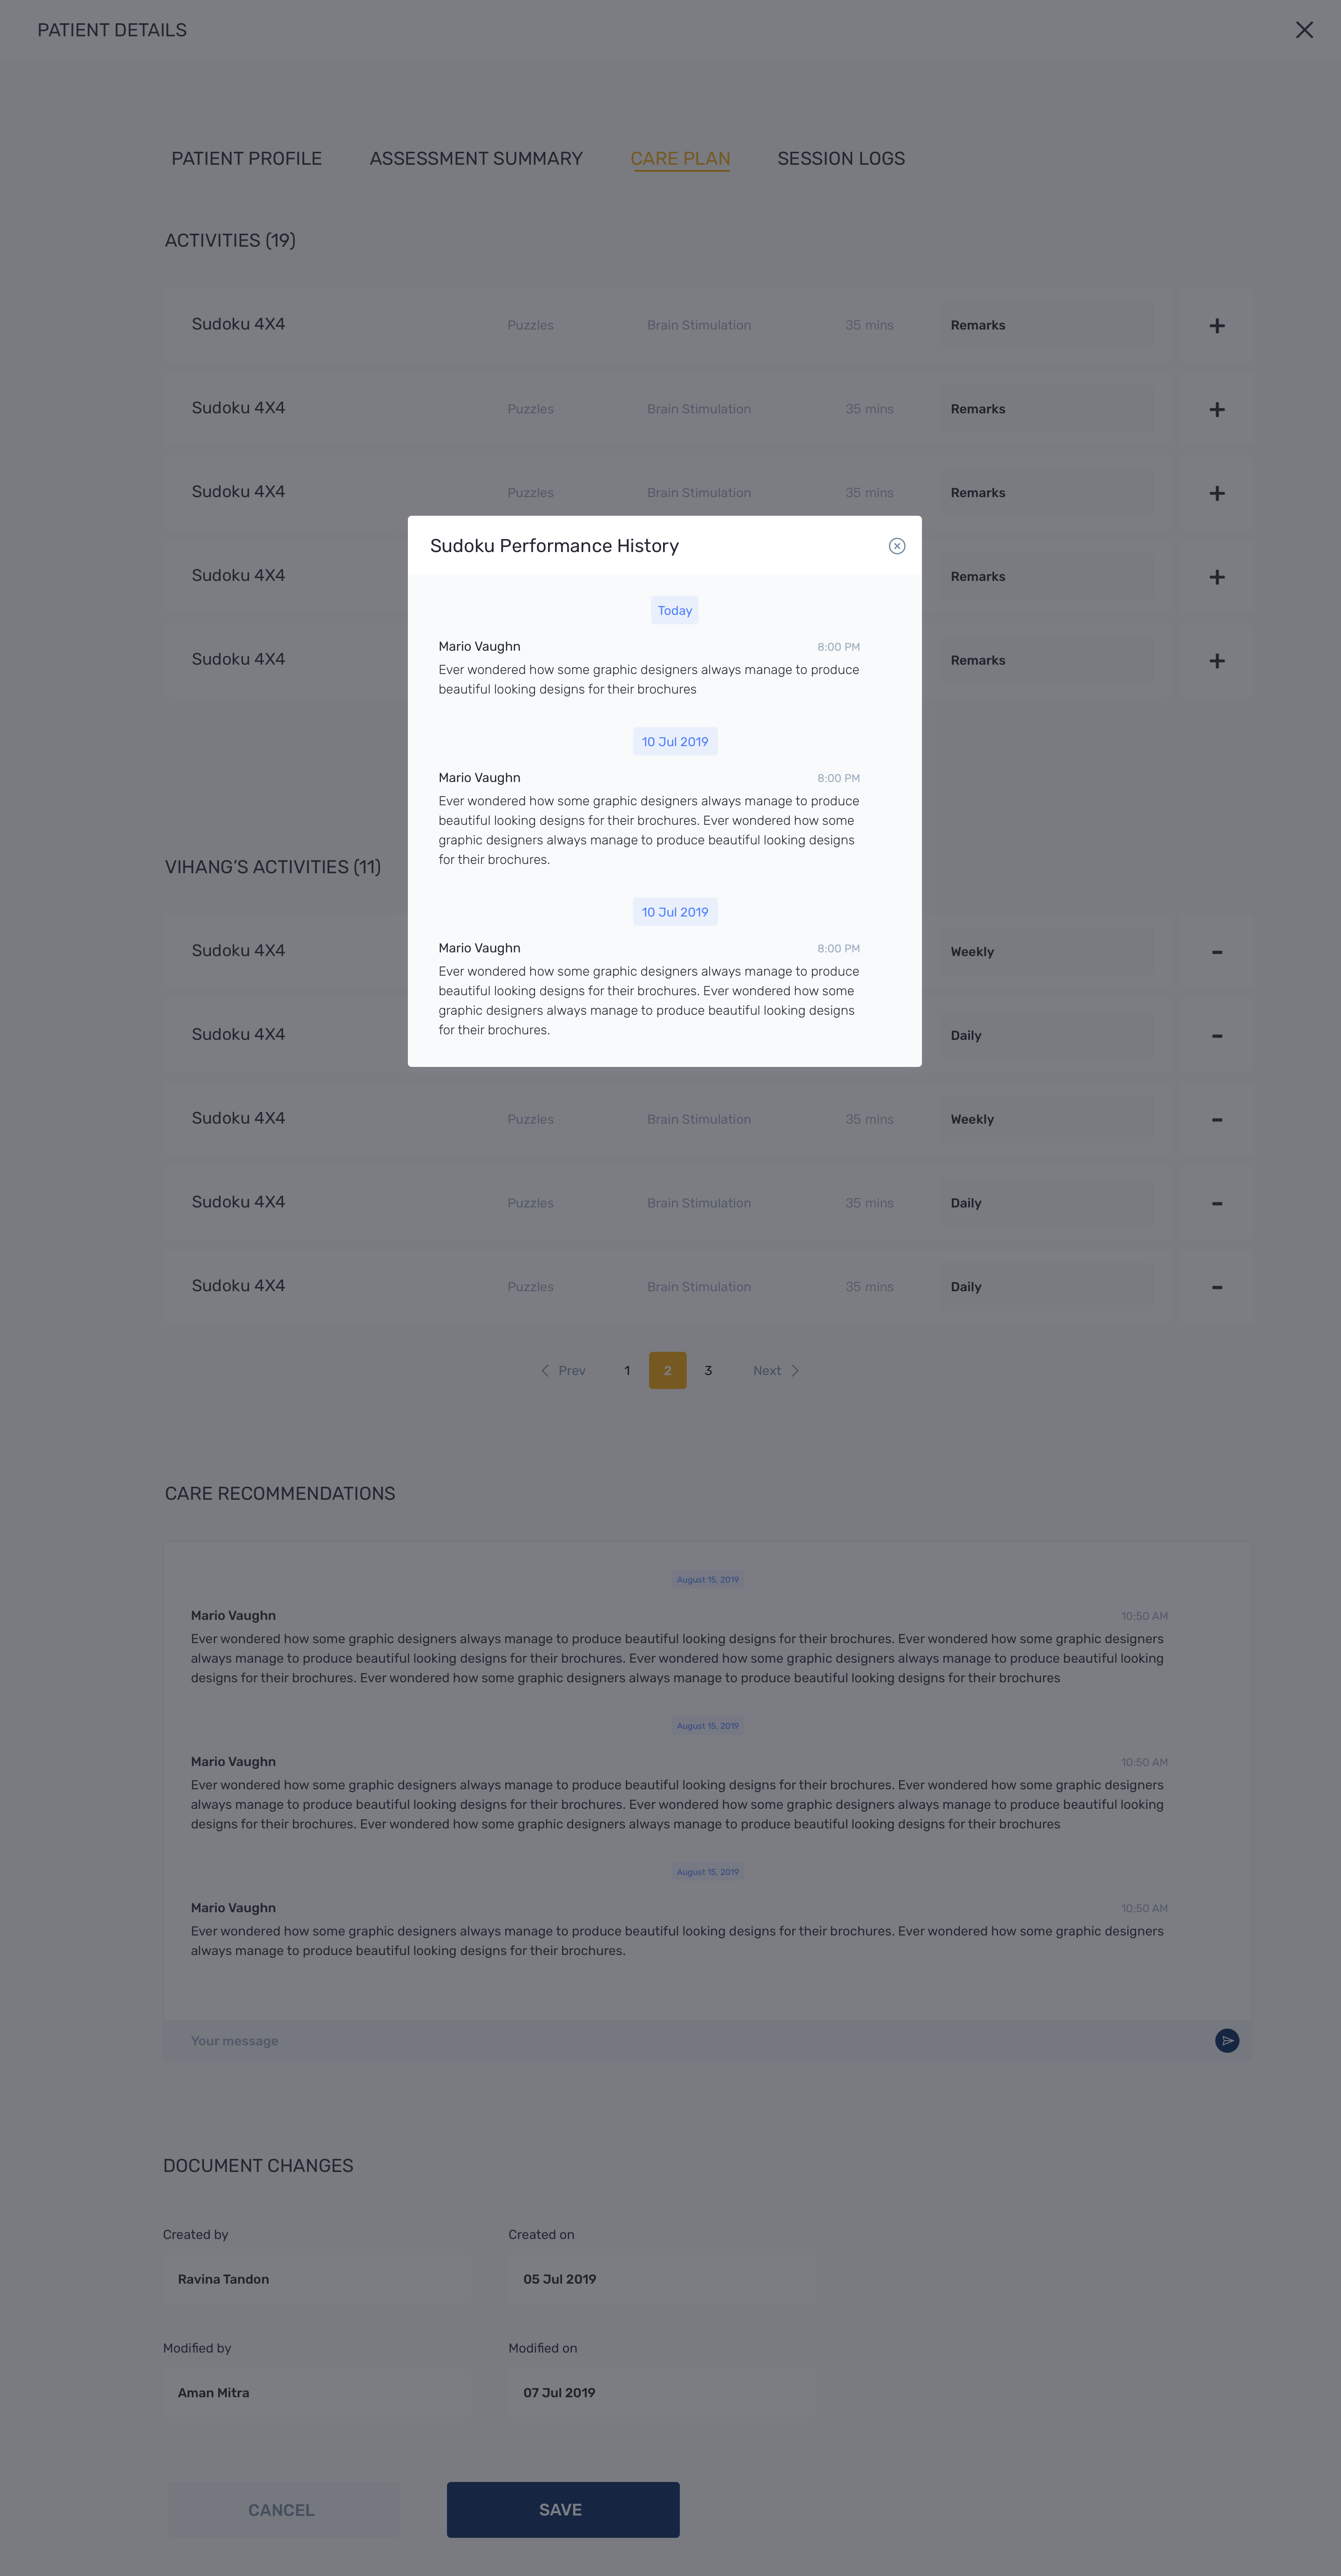 PATIENT DETAILS
PATIENT PROFILE ASSESSMENT SUMMARY CARE PLAN SESSION LOGS
ACTIVITIES (19)
Sudoku 4X4 Puzzles Brain Stimulation 35 mins Remarks
Sudoku 4X4 Puzzles Brain Stimulation 35 mins Remarks
Sudoku 4X4 Puzzles Brain Stimulation 35 mins Remarks
Sudoku 4X4 Remarks
Sudoku 4X4 Remarks
Sudoku Performance History
Today
Mario Vaughn 8:00 PM
Ever wondered how some graphic designers always manage to produce
beautiful looking designs for their brochures
10 Jul 2019
Mario Vaughn 8:00 PM
Ever wondered how some graphic designers always manage to produce
beautiful looking designs for their brochures. Ever wondered how some
graphic designers always manage to produce beautiful looking designs
for their brochures.
10 Jul 2019
Mario Vaughn 8:00 PM
Ever wondered how some graphic designers always manage to produce
beautiful looking designs for their brochures. Ever wondered how some
graphic designers always manage to produce beautiful looking designs
for their brochures.
VIHANG’S ACTIVITIES (11)
Sudoku 4X4 Weekly
Sudoku 4X4 Daily
Sudoku 4X4 Puzzles Brain Stimulation 35 mins Weekly
Sudoku 4X4 Puzzles Brain Stimulation 35 mins Daily
Sudoku 4X4 Puzzles Brain Stimulation 35 mins Daily
Prev 1 2 3 Next
CARE RECOMMENDATIONS
August 15, 2019
Mario Vaughn 10:50 AM
Ever wondered how some graphic designers always manage to produce beautiful looking designs for their brochures. Ever wondered how some graphic designers
always manage to produce beautiful looking designs for their brochures. Ever wondered how some graphic designers always manage to produce beautiful looking
designs for their brochures. Ever wondered how some graphic designers always manage to produce beautiful looking designs for their brochures
August 15, 2019
Mario Vaughn 10:50 AM
Ever wondered how some graphic designers always manage to produce beautiful looking designs for their brochures. Ever wondered how some graphic designers
always manage to produce beautiful looking designs for their brochures. Ever wondered how some graphic designers always manage to produce beautiful looking
designs for their brochures. Ever wondered how some graphic designers always manage to produce beautiful looking designs for their brochures
August 15, 2019
Mario Vaughn 10:50 AM
Ever wondered how some graphic designers always manage to produce beautiful looking designs for their brochures. Ever wondered how some graphic designers
always manage to produce beautiful looking designs for their brochures.
Your message
DOCUMENT CHANGES
Created by Created on
Ravina Tandon 05 Jul 2019
Modified by Modified on
Aman Mitra 07 Jul 2019
CANCEL SAVE